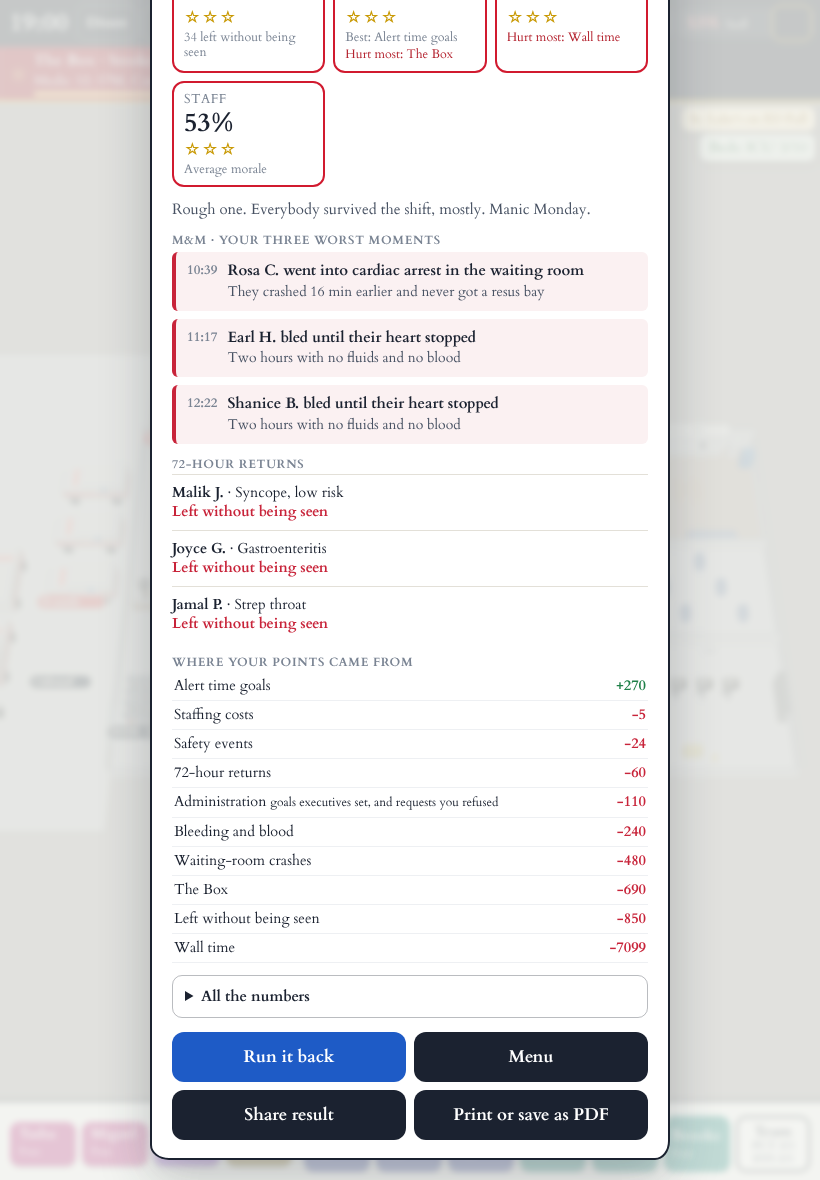 ☆☆☆ ☆☆☆ ☆☆☆
34 left without being seen
Best: Alert time goals
Hurt most: The Box
Hurt most: Wall time
STAFF
53%
☆☆☆
Average morale
Rough one. Everybody survived the shift, mostly. Manic Monday.
M&M · YOUR THREE WORST MOMENTS
10:39 Rosa C. went into cardiac arrest in the waiting room
They crashed 16 min earlier and never got a resus bay
11:17 Earl H. bled until their heart stopped
Two hours with no fluids and no blood
12:22 Shanice B. bled until their heart stopped
Two hours with no fluids and no blood
72-HOUR RETURNS
Malik J. · Syncope, low risk
Left without being seen
Joyce G. · Gastroenteritis
Left without being seen
Jamal P. · Strep throat
Left without being seen
WHERE YOUR POINTS CAME FROM
Alert time goals +270
Staffing costs -5
Safety events -24
72-hour returns -60
Administration goals executives set, and requests you refused -110
Bleeding and blood -240
Waiting-room crashes -480
The Box -690
Left without being seen -850
Wall time -7099
▶ All the numbers
Run it back
Menu
Share result
Print or save as PDF